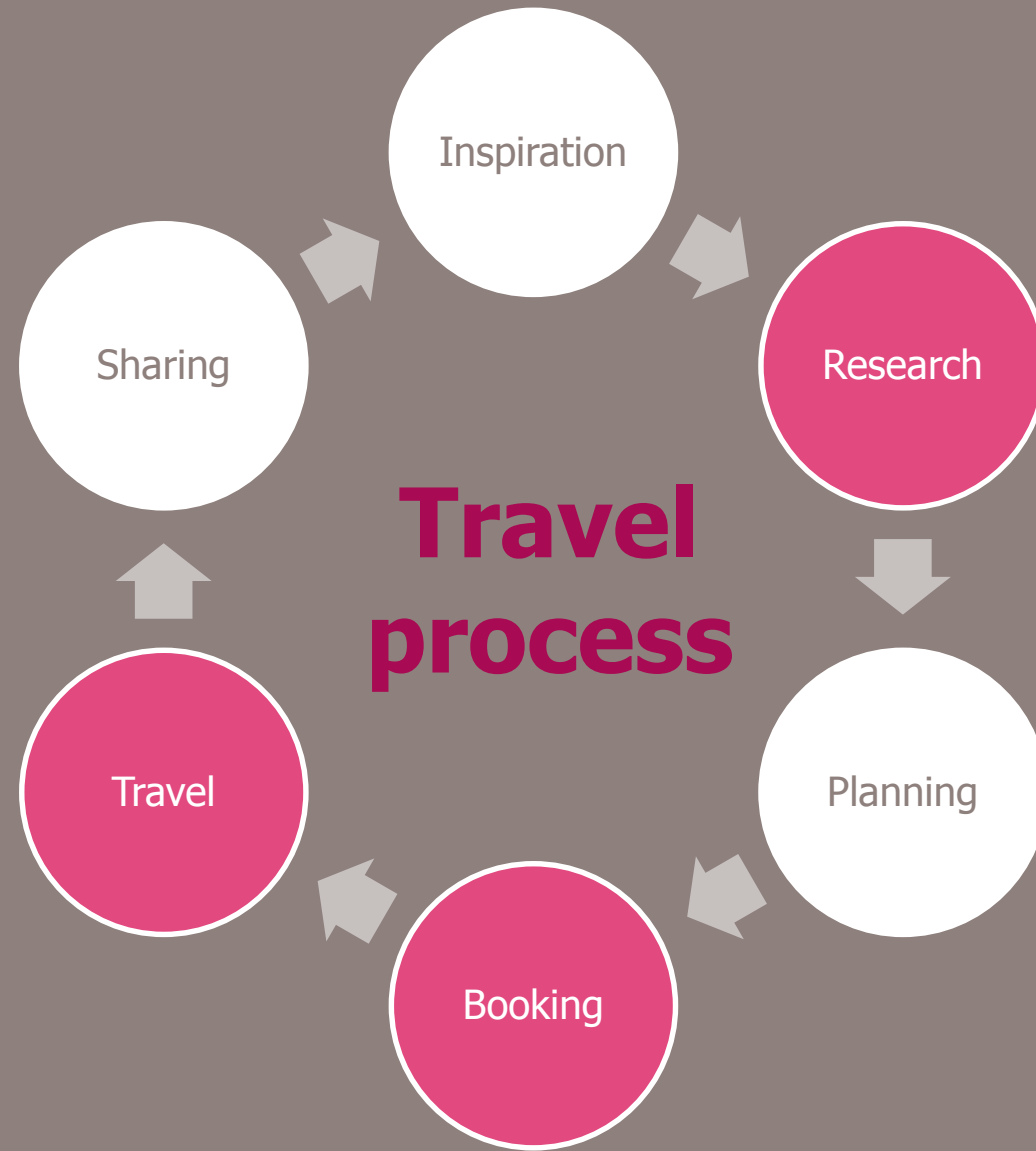 Inspiration
Research
Planning
Booking
Travel
Sharing
Travel
process